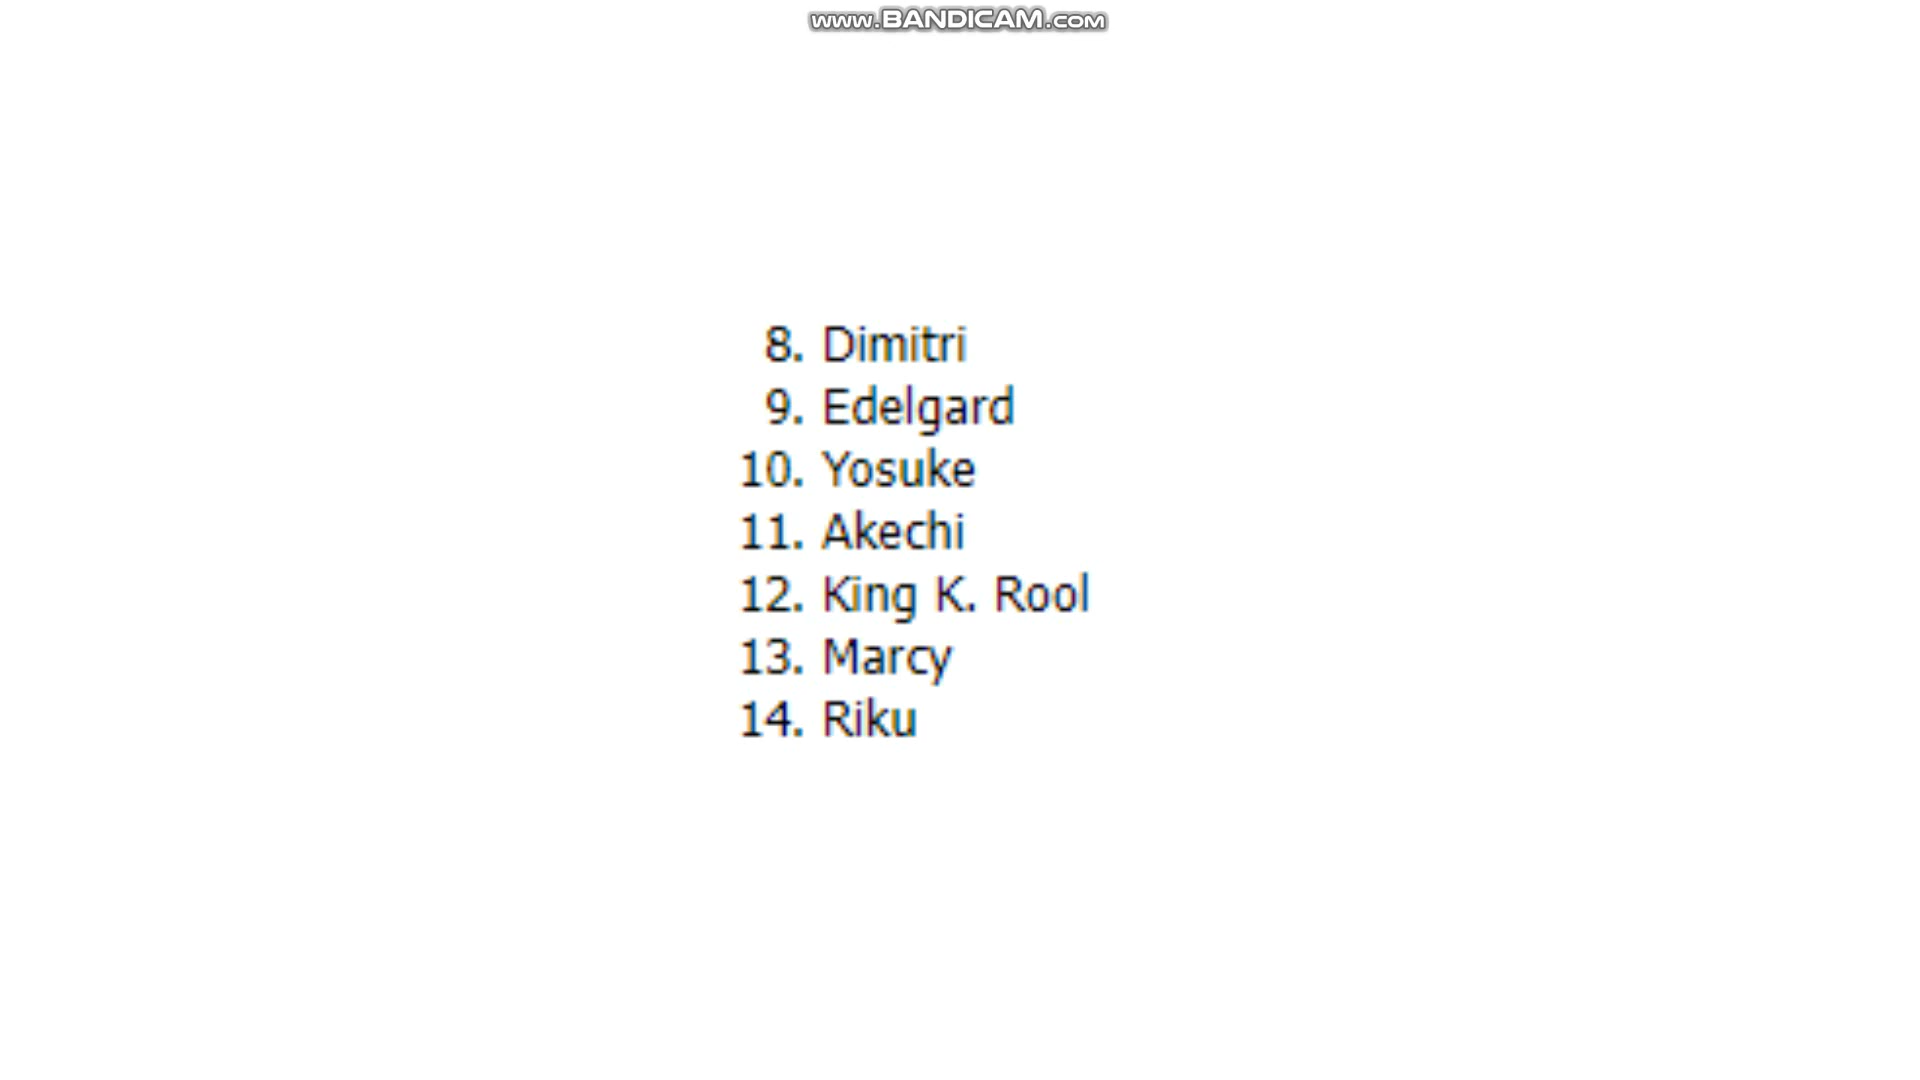 www.BANDICAM.com
8. Dimitri
9. Edelgard
10. Yosuke
11. Akechi
12. King K. Rool
13. Marcy
14. Riku